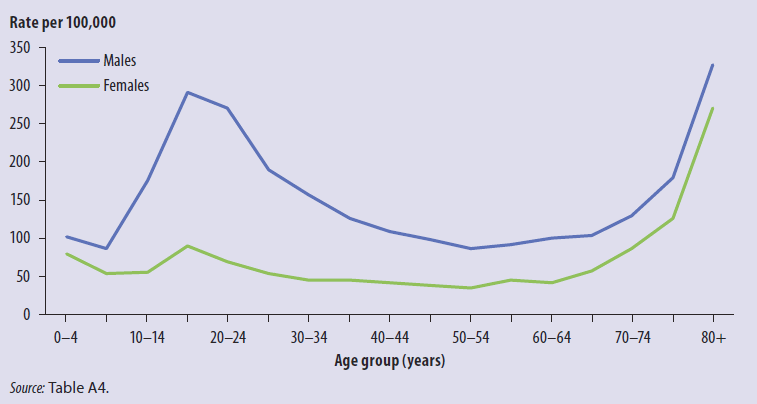 Rate per 100,000
350
Males
300
Females
250
200
150
100
50
0
0–4 10–14 20–24 30–34 40–44 50–54 60–64 70–74 80+
Age group (years)
Source: Table A4.